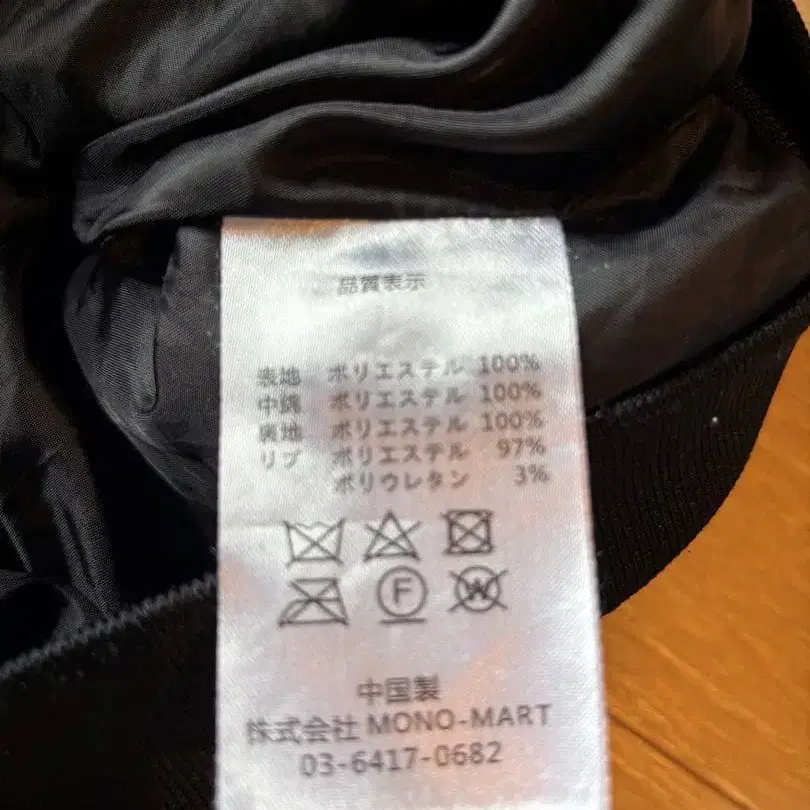 品質表示
表地 ポリエステル 100%
中綿 ポリエステル 100%
裏地 ポリエステル 100%
リブ ポリエステル 97%
ポリウレタン 3%
F W
中国製
株式会社 MONO-MART
03-6417-0682